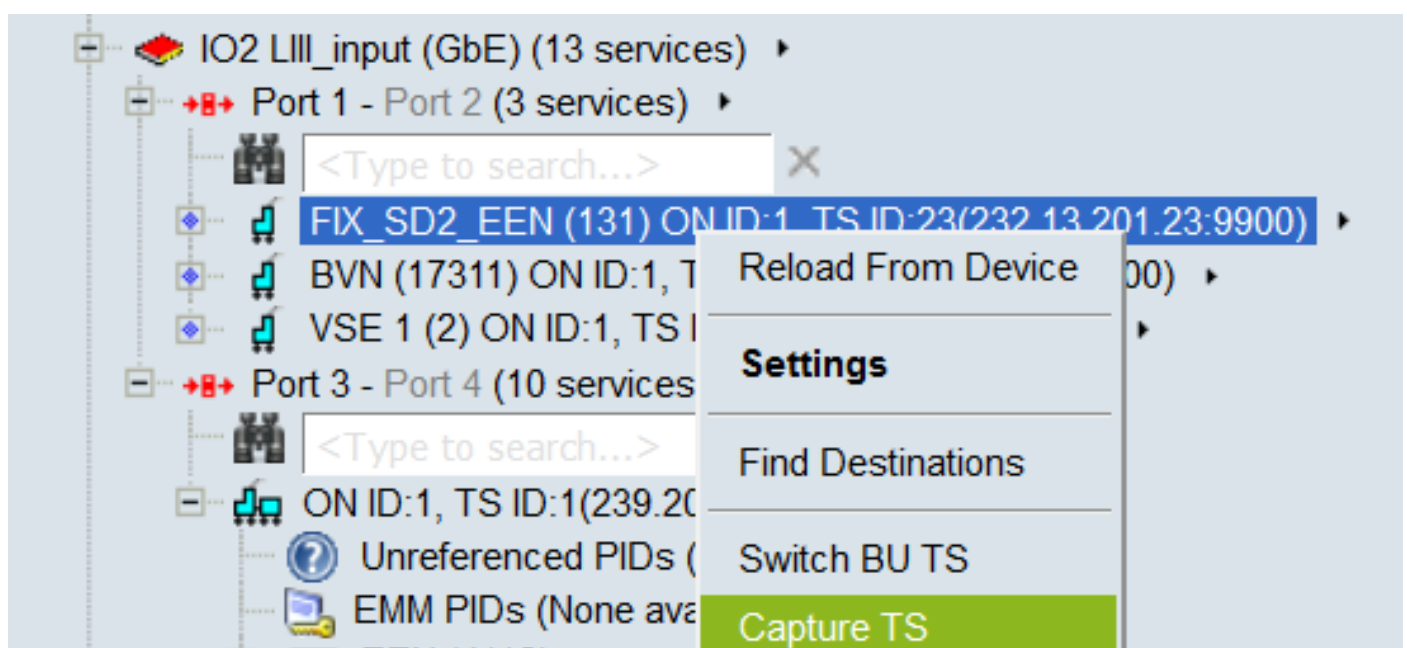 IO2 LIII_input (GbE) (13 services)
Port 1 - Port 2 (3 services)
<Type to search...>
FIX_SD2_EEN (131) ON ID:1, TS ID:23(232.13.201.23:9900)
BVN (17311) ON ID:1, T 00)
VSE 1 (2) ON ID:1, TS I
Port 3 - Port 4 (10 services
<Type to search...>
ON ID:1, TS ID:1(239.20
Unreferenced PIDs (
EMM PIDs (None ava
Reload From Device
Settings
Find Destinations
Switch BU TS
Capture TS